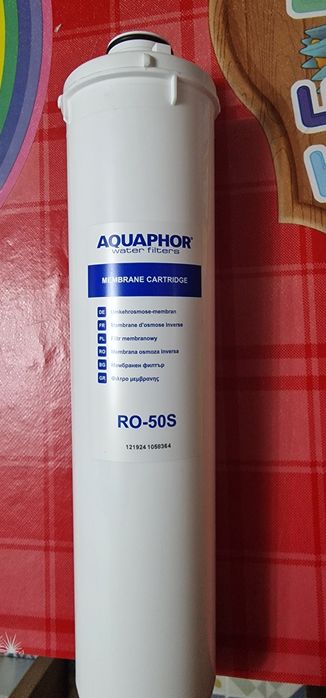 AQUAPHOR®
water filters
MEMBRANE CARTRIDGE
DE Umkehrosmose-membran
FR Membrane d'osmose inverse
PL Filtr membranowy
RO Membrana osmoza inversa
BG Мембранен филтър
GR Φίλτρο μεμβρανης
RO-50S
121924 1058364